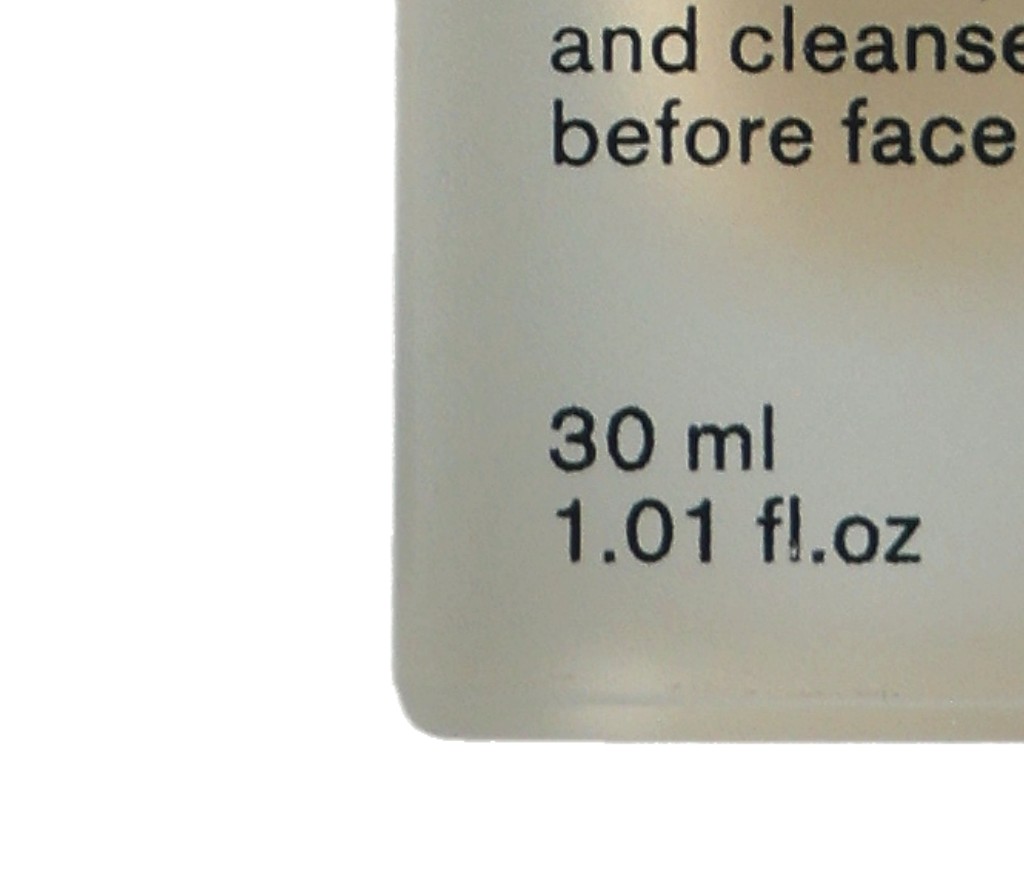 and cleanse
before face
30 ml
1.01 fl.oz